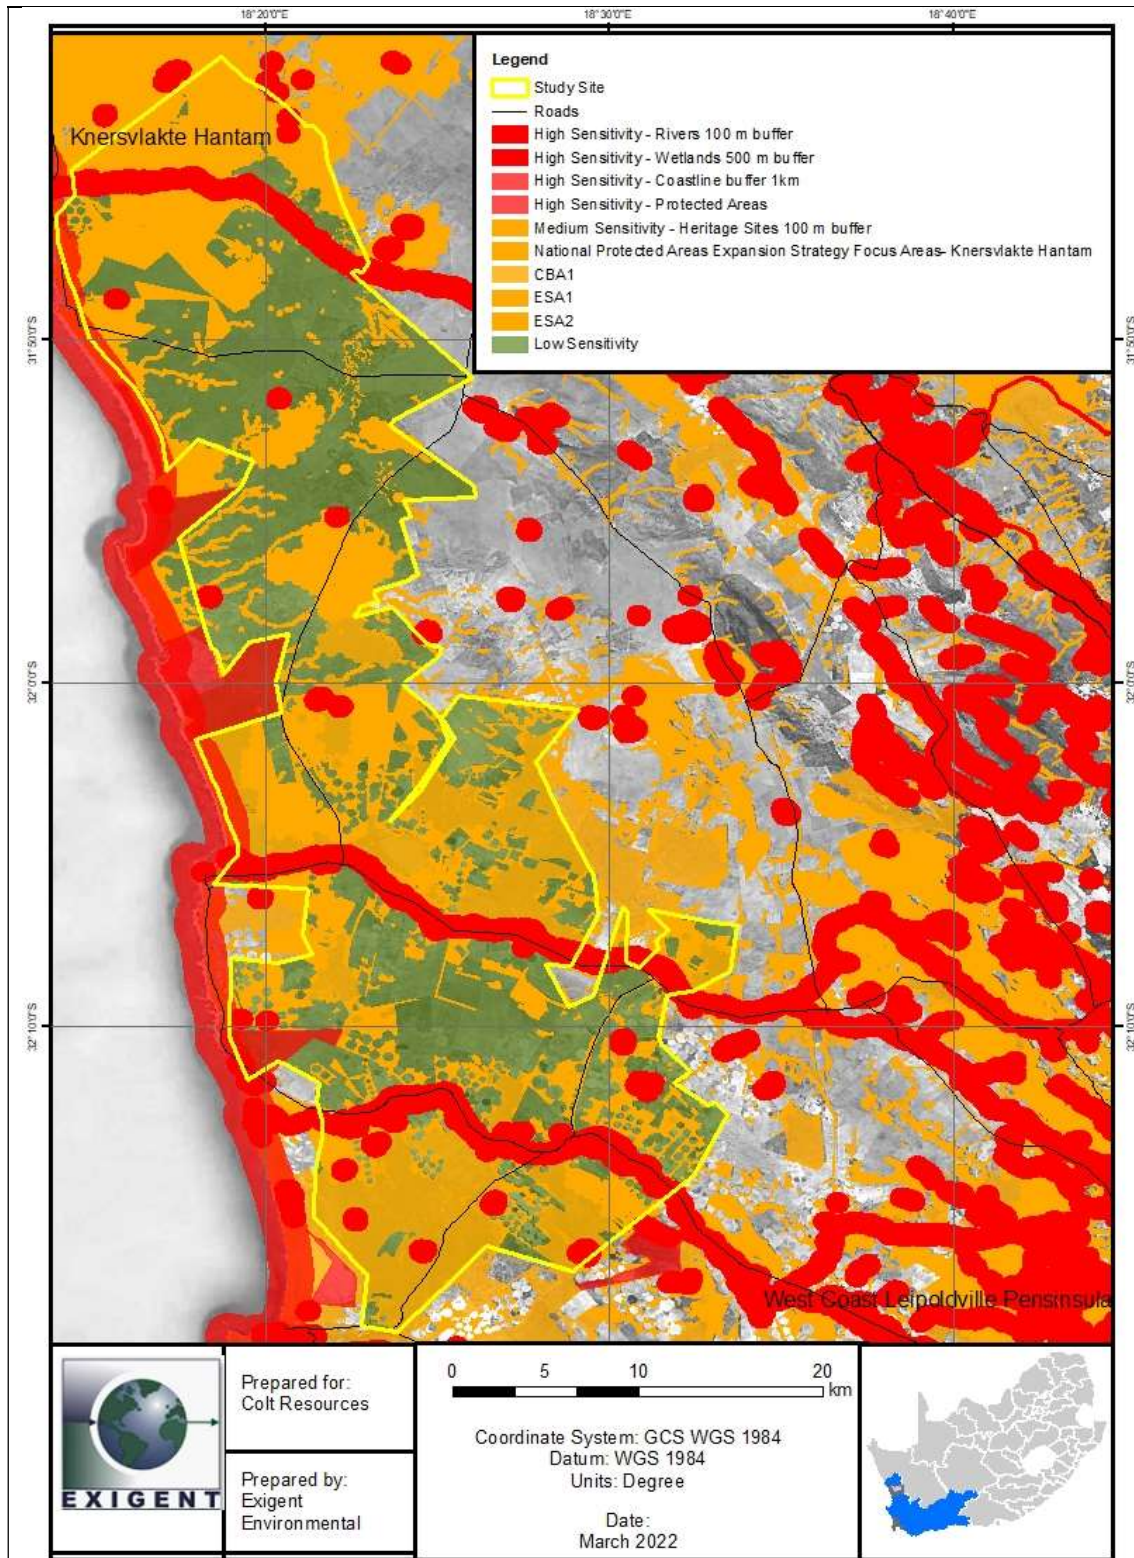 18°20'0"E
18°30'0"E
18°40'0"E
Legend
Study Site
Roads
High Sensitivity - Rivers 100 m buffer
High Sensitivity - Wetlands 500 m buffer
High Sensitivity - Coastline buffer 1km
High Sensitivity - Protected Areas
Medium Sensitivity - Heritage Sites 100 m buffer
National Protected Areas Expansion Strategy Focus Areas- Knersvlakte Hantam
CBA1
ESA1
ESA2
Low Sensitivity
Knersvlakte Hantam
31°50'0"S
31°50'0"S
32°0'0"S
32°0'0"S
32°10'0"S
32°10'0"S
West Coast Leipoldville Pensinsula
EXIGENT
Prepared for:
Colt Resources
Prepared by:
Exigent
Environmental
0 5 10 20
km
Coordinate System: GCS WGS 1984
Datum: WGS 1984
Units: Degree
Date:
March 2022